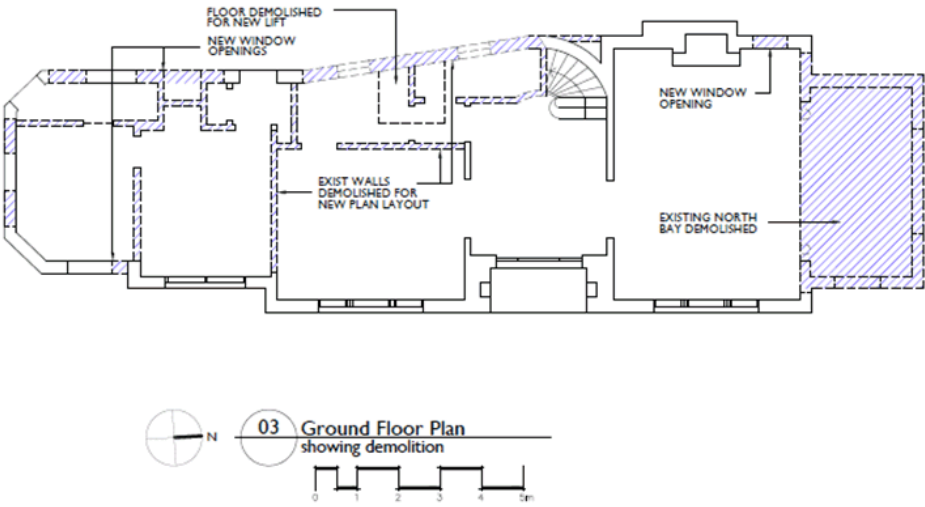 FLOOR DEMOLISHED
FOR NEW LIFT
NEW WINDOW
OPENINGS
NEW WINDOW
OPENING
EXIST WALLS
DEMOLISHED FOR
NEW PLAN LAYOUT
EXISTING NORTH
BAY DEMOLISHED
N
03
Ground Floor Plan
showing demolition
0 1 2 3 4 5m